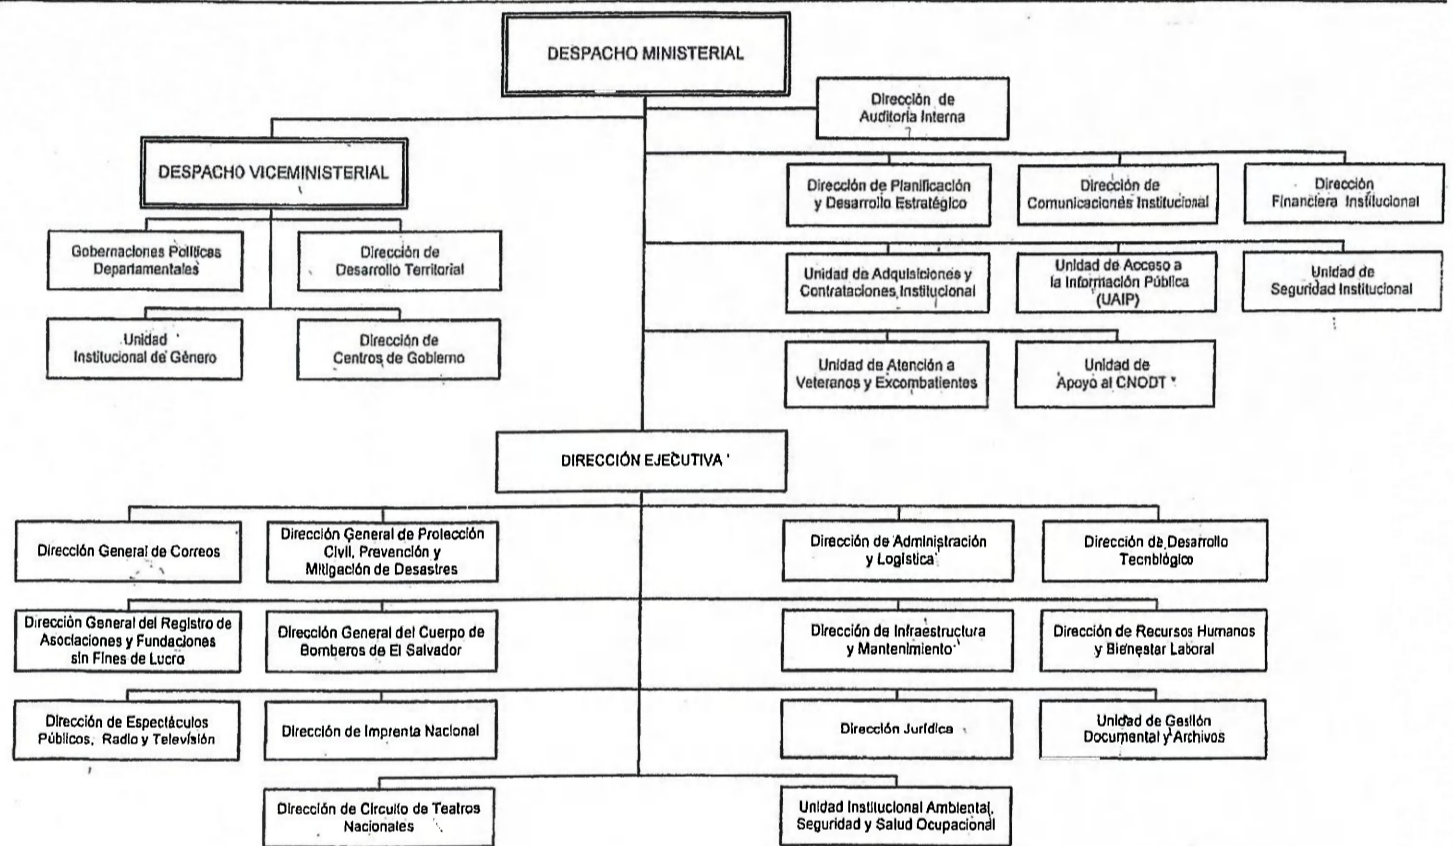 DESPACHO MINISTERIAL
Dirección de
Auditoría Interna
DESPACHO VICEMINISTERIAL
Dirección de Planificación
y Desarrollo Estratégico
Dirección de
Comunicaciones Institucional
Dirección
Financiera Institucional
Gobernaciones Políticas
Departamentales
Dirección de
Desarrollo Territorial
Unidad de Adquisiciones y
Contrataciones Institucional
Unidad de Acceso a
la Información Pública
(UAIP)
Unidad de
Seguridad Institucional
Unidad
Institucional de Género
Dirección de
Centros de Gobierno
Unidad de Atención a
Veteranos y Excombatientes
Unidad de
Apoyo al CNODT
DIRECCIÓN EJECUTIVA
Dirección General de Correos
Dirección General de Protección
Civil, Prevención y
Mitigación de Desastres
Dirección de Administración
y Logística
Dirección de Desarrollo
Tecnológico
Dirección General del Registro de
Asociaciones y Fundaciones
sin Fines de Lucro
Dirección General del Cuerpo de
Bomberos de El Salvador
Dirección de Infraestructura
y Mantenimiento
Dirección de Recursos Humanos
y Bienestar Laboral
Dirección de Espectáculos
Públicos, Radio y Televisión
Dirección de Imprenta Nacional
Dirección Jurídica
Unidad de Gestión
Documental y Archivos
Dirección de Circuito de Teatros
Nacionales
Unidad Institucional Ambiental,
Seguridad y Salud Ocupacional